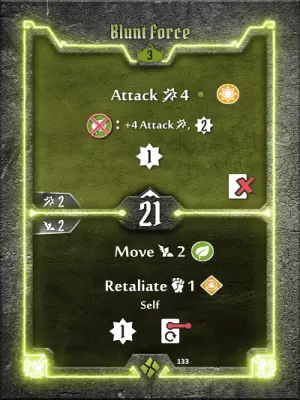 Blunt Force
3
Attack 4
: +4 Attack, 2
1
2
21
2
Move 2
Retaliate 1
Self
1
133